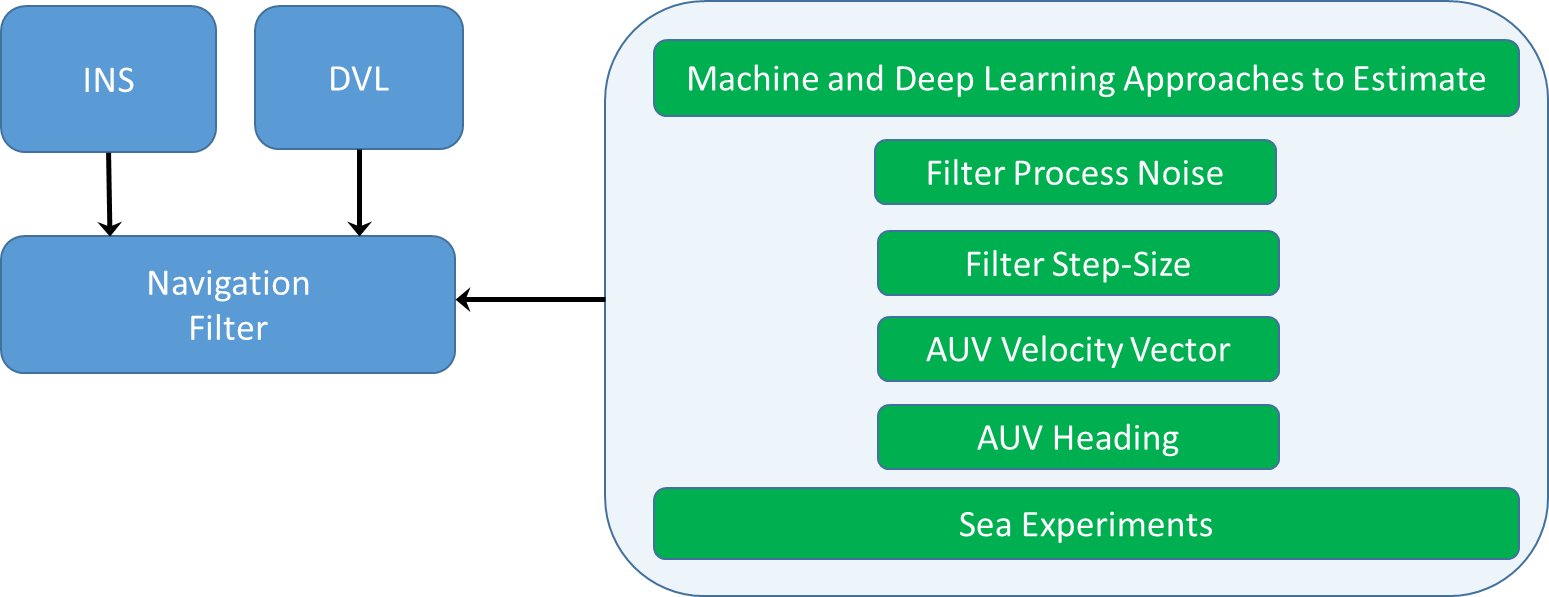 INS
DVL
Navigation
Filter
Machine and Deep Learning Approaches to Estimate
Filter Process Noise
Filter Step-Size
AUV Velocity Vector
AUV Heading
Sea Experiments